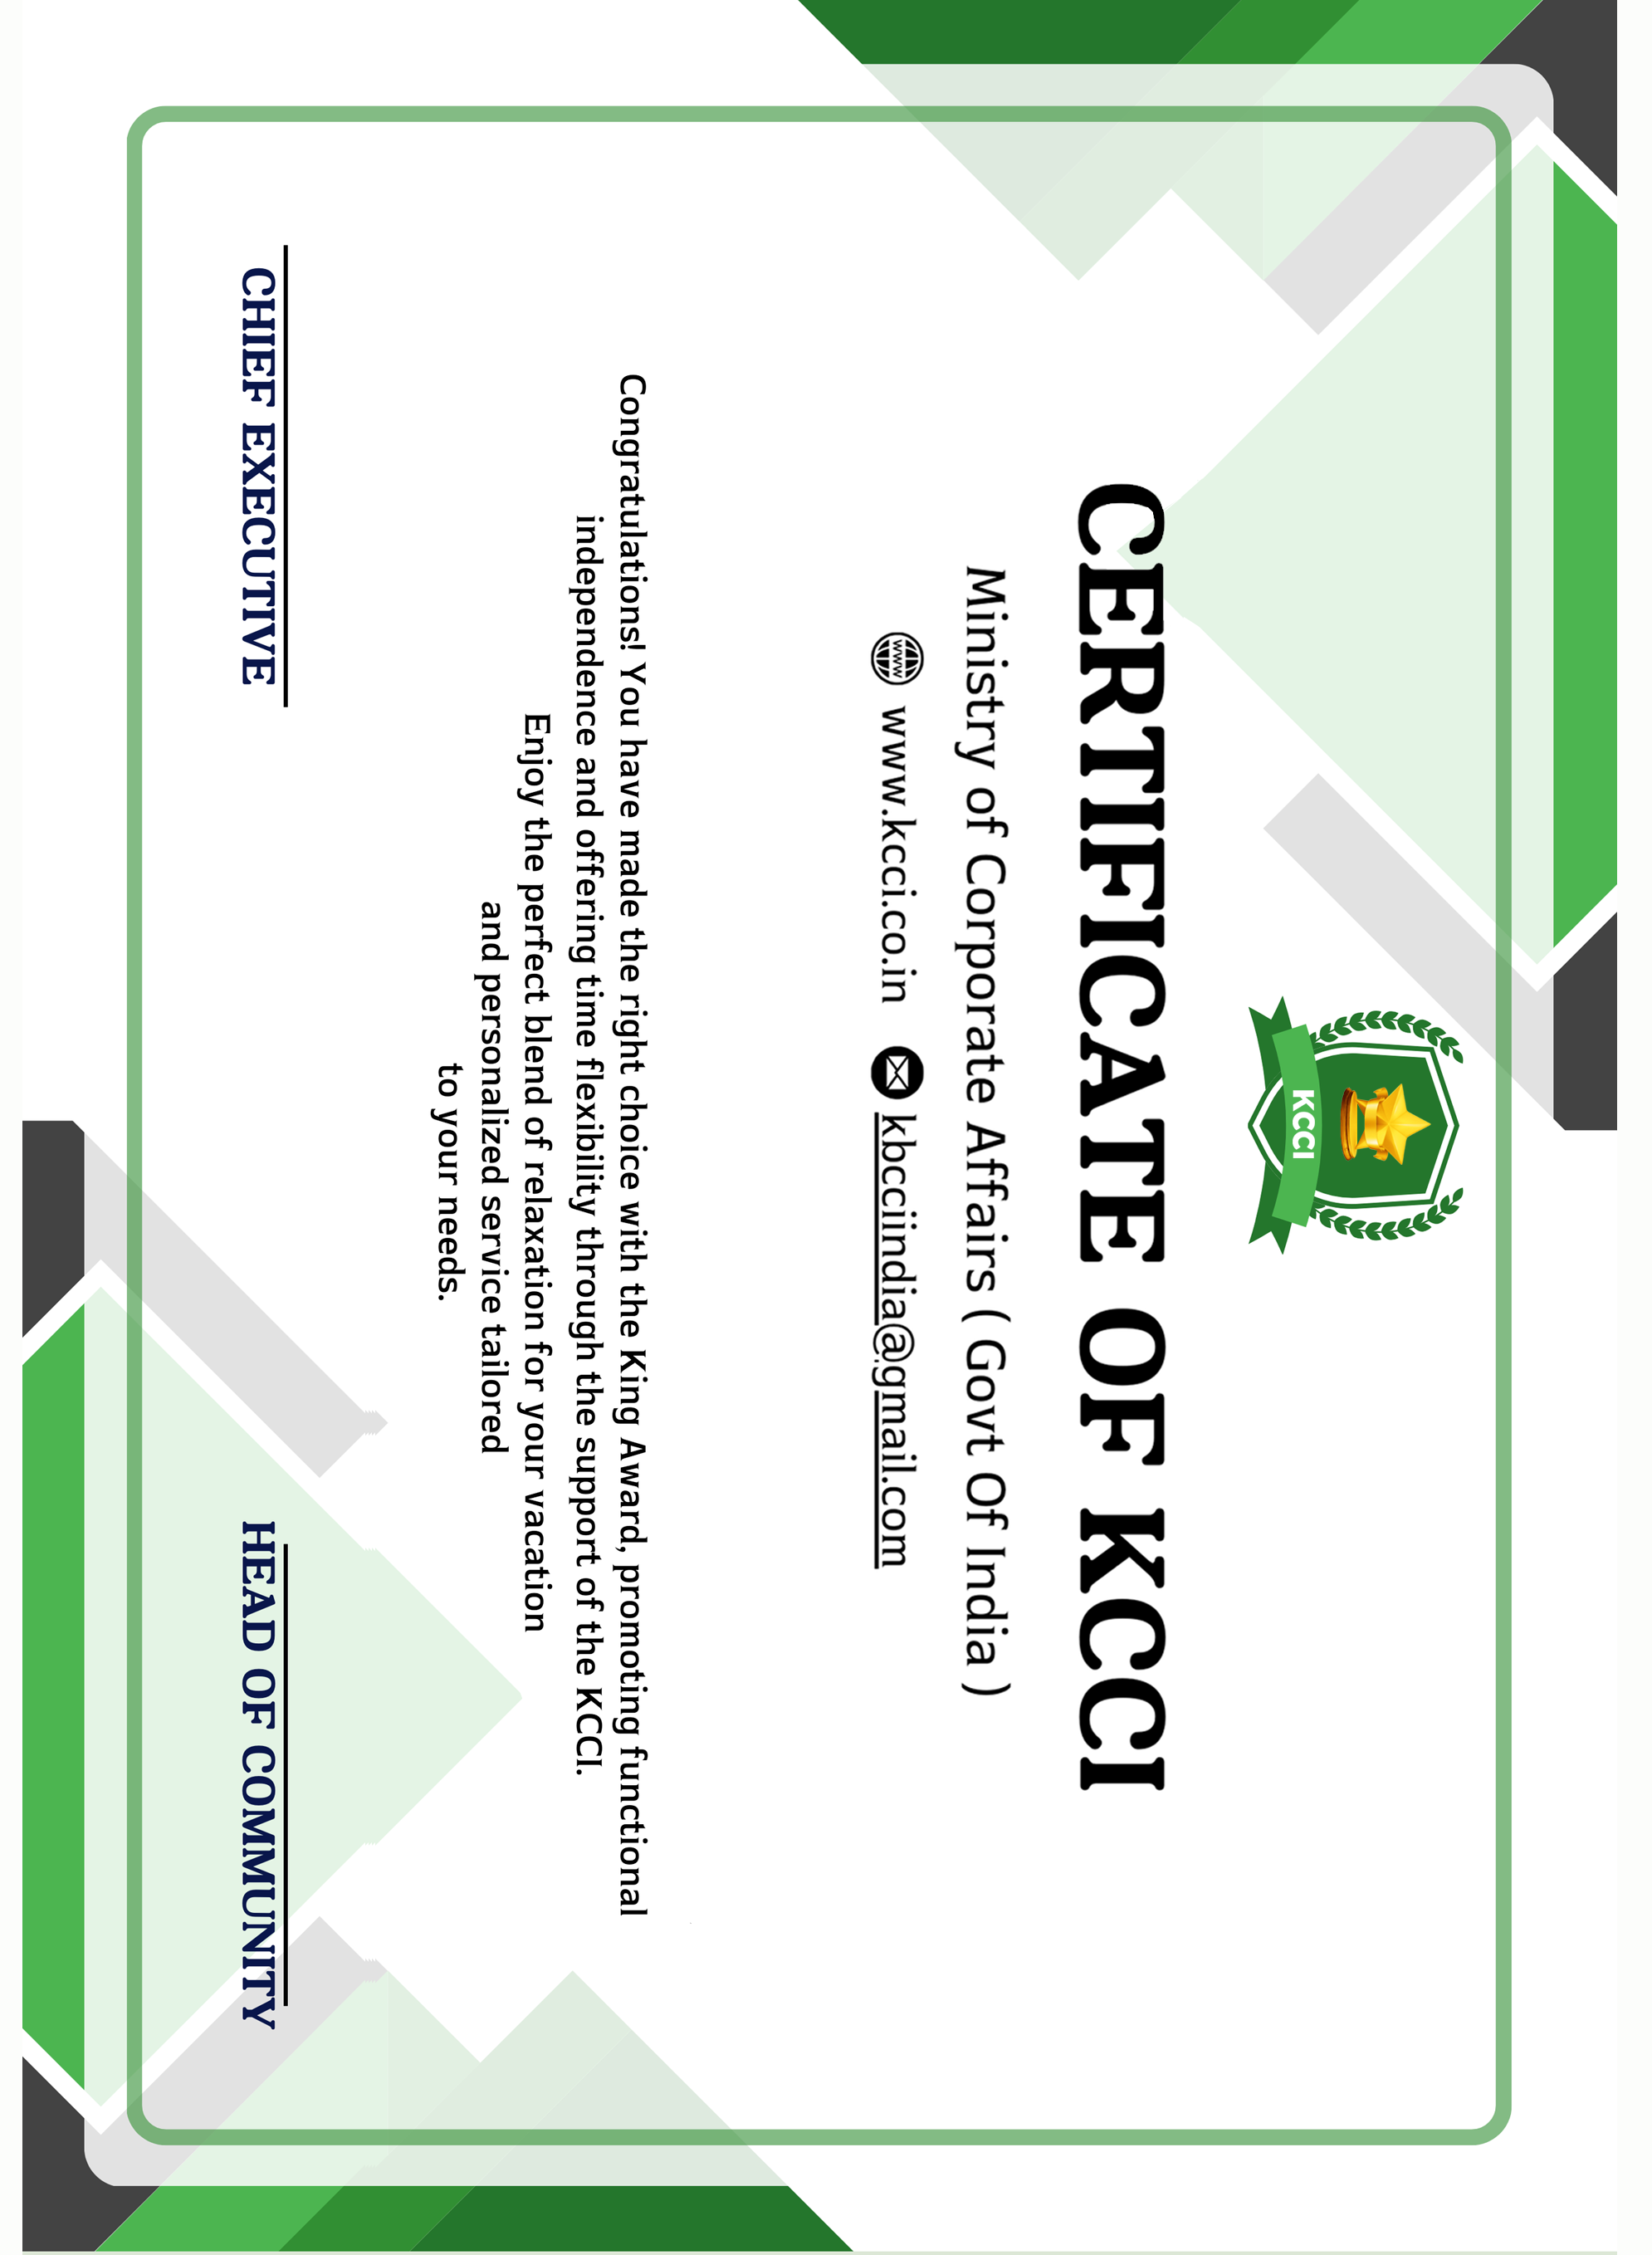 KCCI
CERTIFICATE OF KCCI
Ministry of Corporate Affairs ( Govt Of India )
www www.kcci.co.in kbcciindia@gmail.com
Congratulations! You have made the right choice with the King Award, promoting functional
independence and offering time flexibility through the support of the KCCI.
Enjoy the perfect blend of relaxation for your vacation
and personalized service tailored
to your needs.
CHIEF EXECUTIVE HEAD OF COMMUNITY